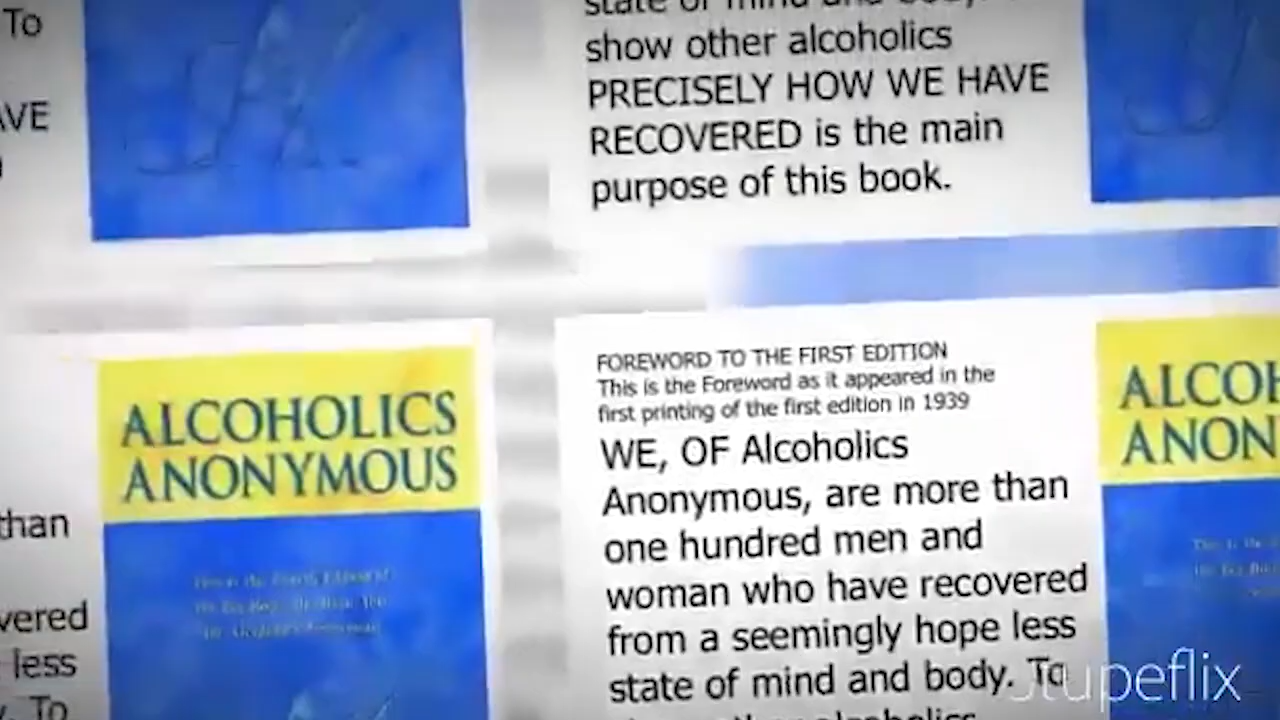 To
AVE
state of mind and body.
show other alcoholics
PRECISELY HOW WE HAVE
RECOVERED is the main
purpose of this book.
ALCOHOLICS
ANONYMOUS
than
vered
less
. To
FOREWORD TO THE FIRST EDITION
This is the Foreword as it appeared in the
first printing of the first edition in 1939
WE, OF Alcoholics
Anonymous, are more than
one hundred men and
woman who have recovered
from a seemingly hope less
state of mind and body. To
ALCOH
ANON
Stupeflix